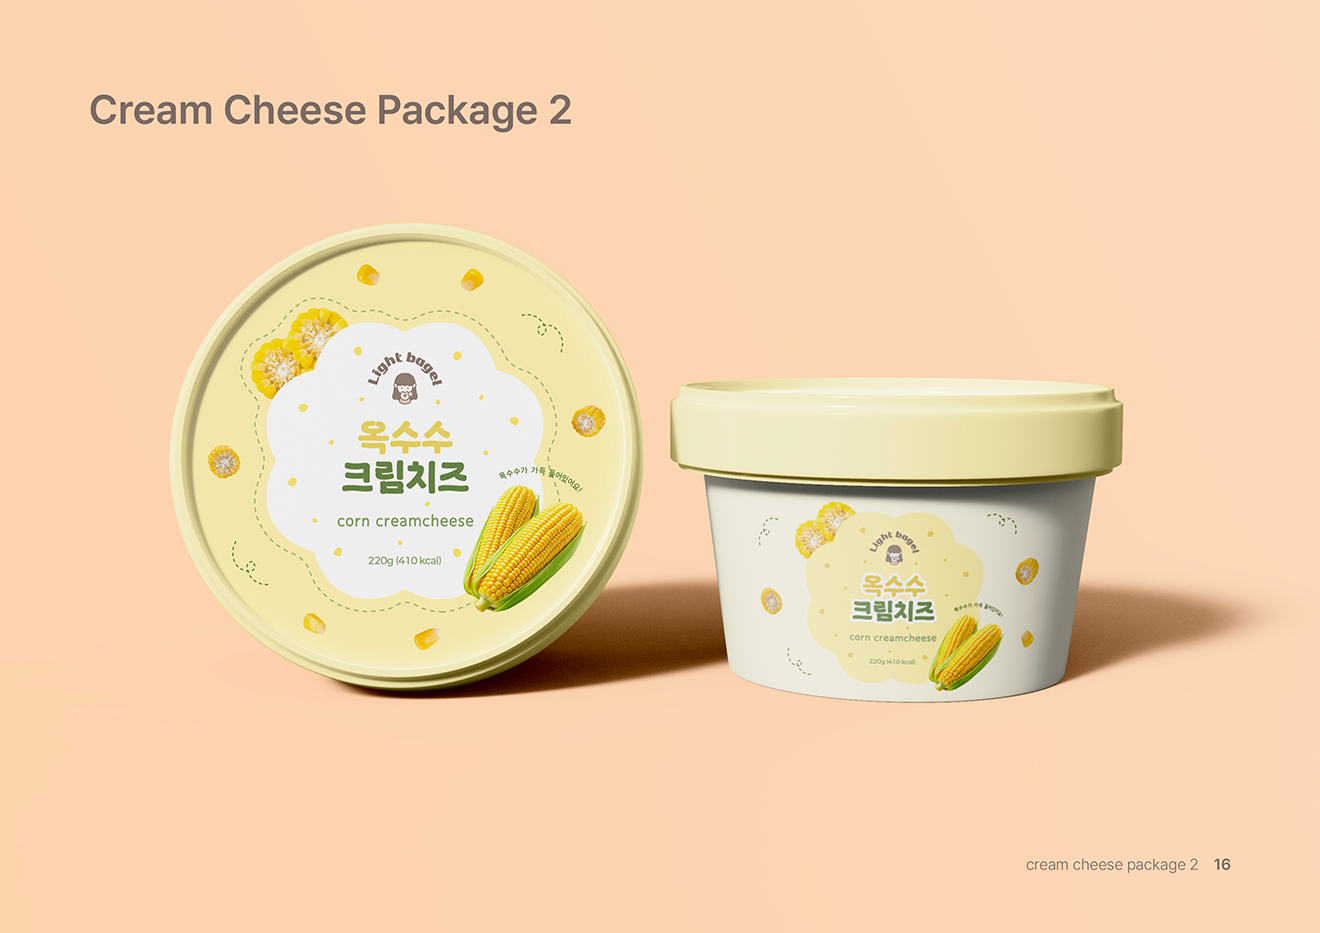 Cream Cheese Package 2
Light bagel
옥수수
크림치즈
옥수수가 가득 들어있어요!
corn creamcheese
220g (410 kcal)
Light bagel
옥수수
크림치즈
옥수수가 가득 들어있어요!
corn creamcheese
220g (410 kcal)
cream cheese package 2 16